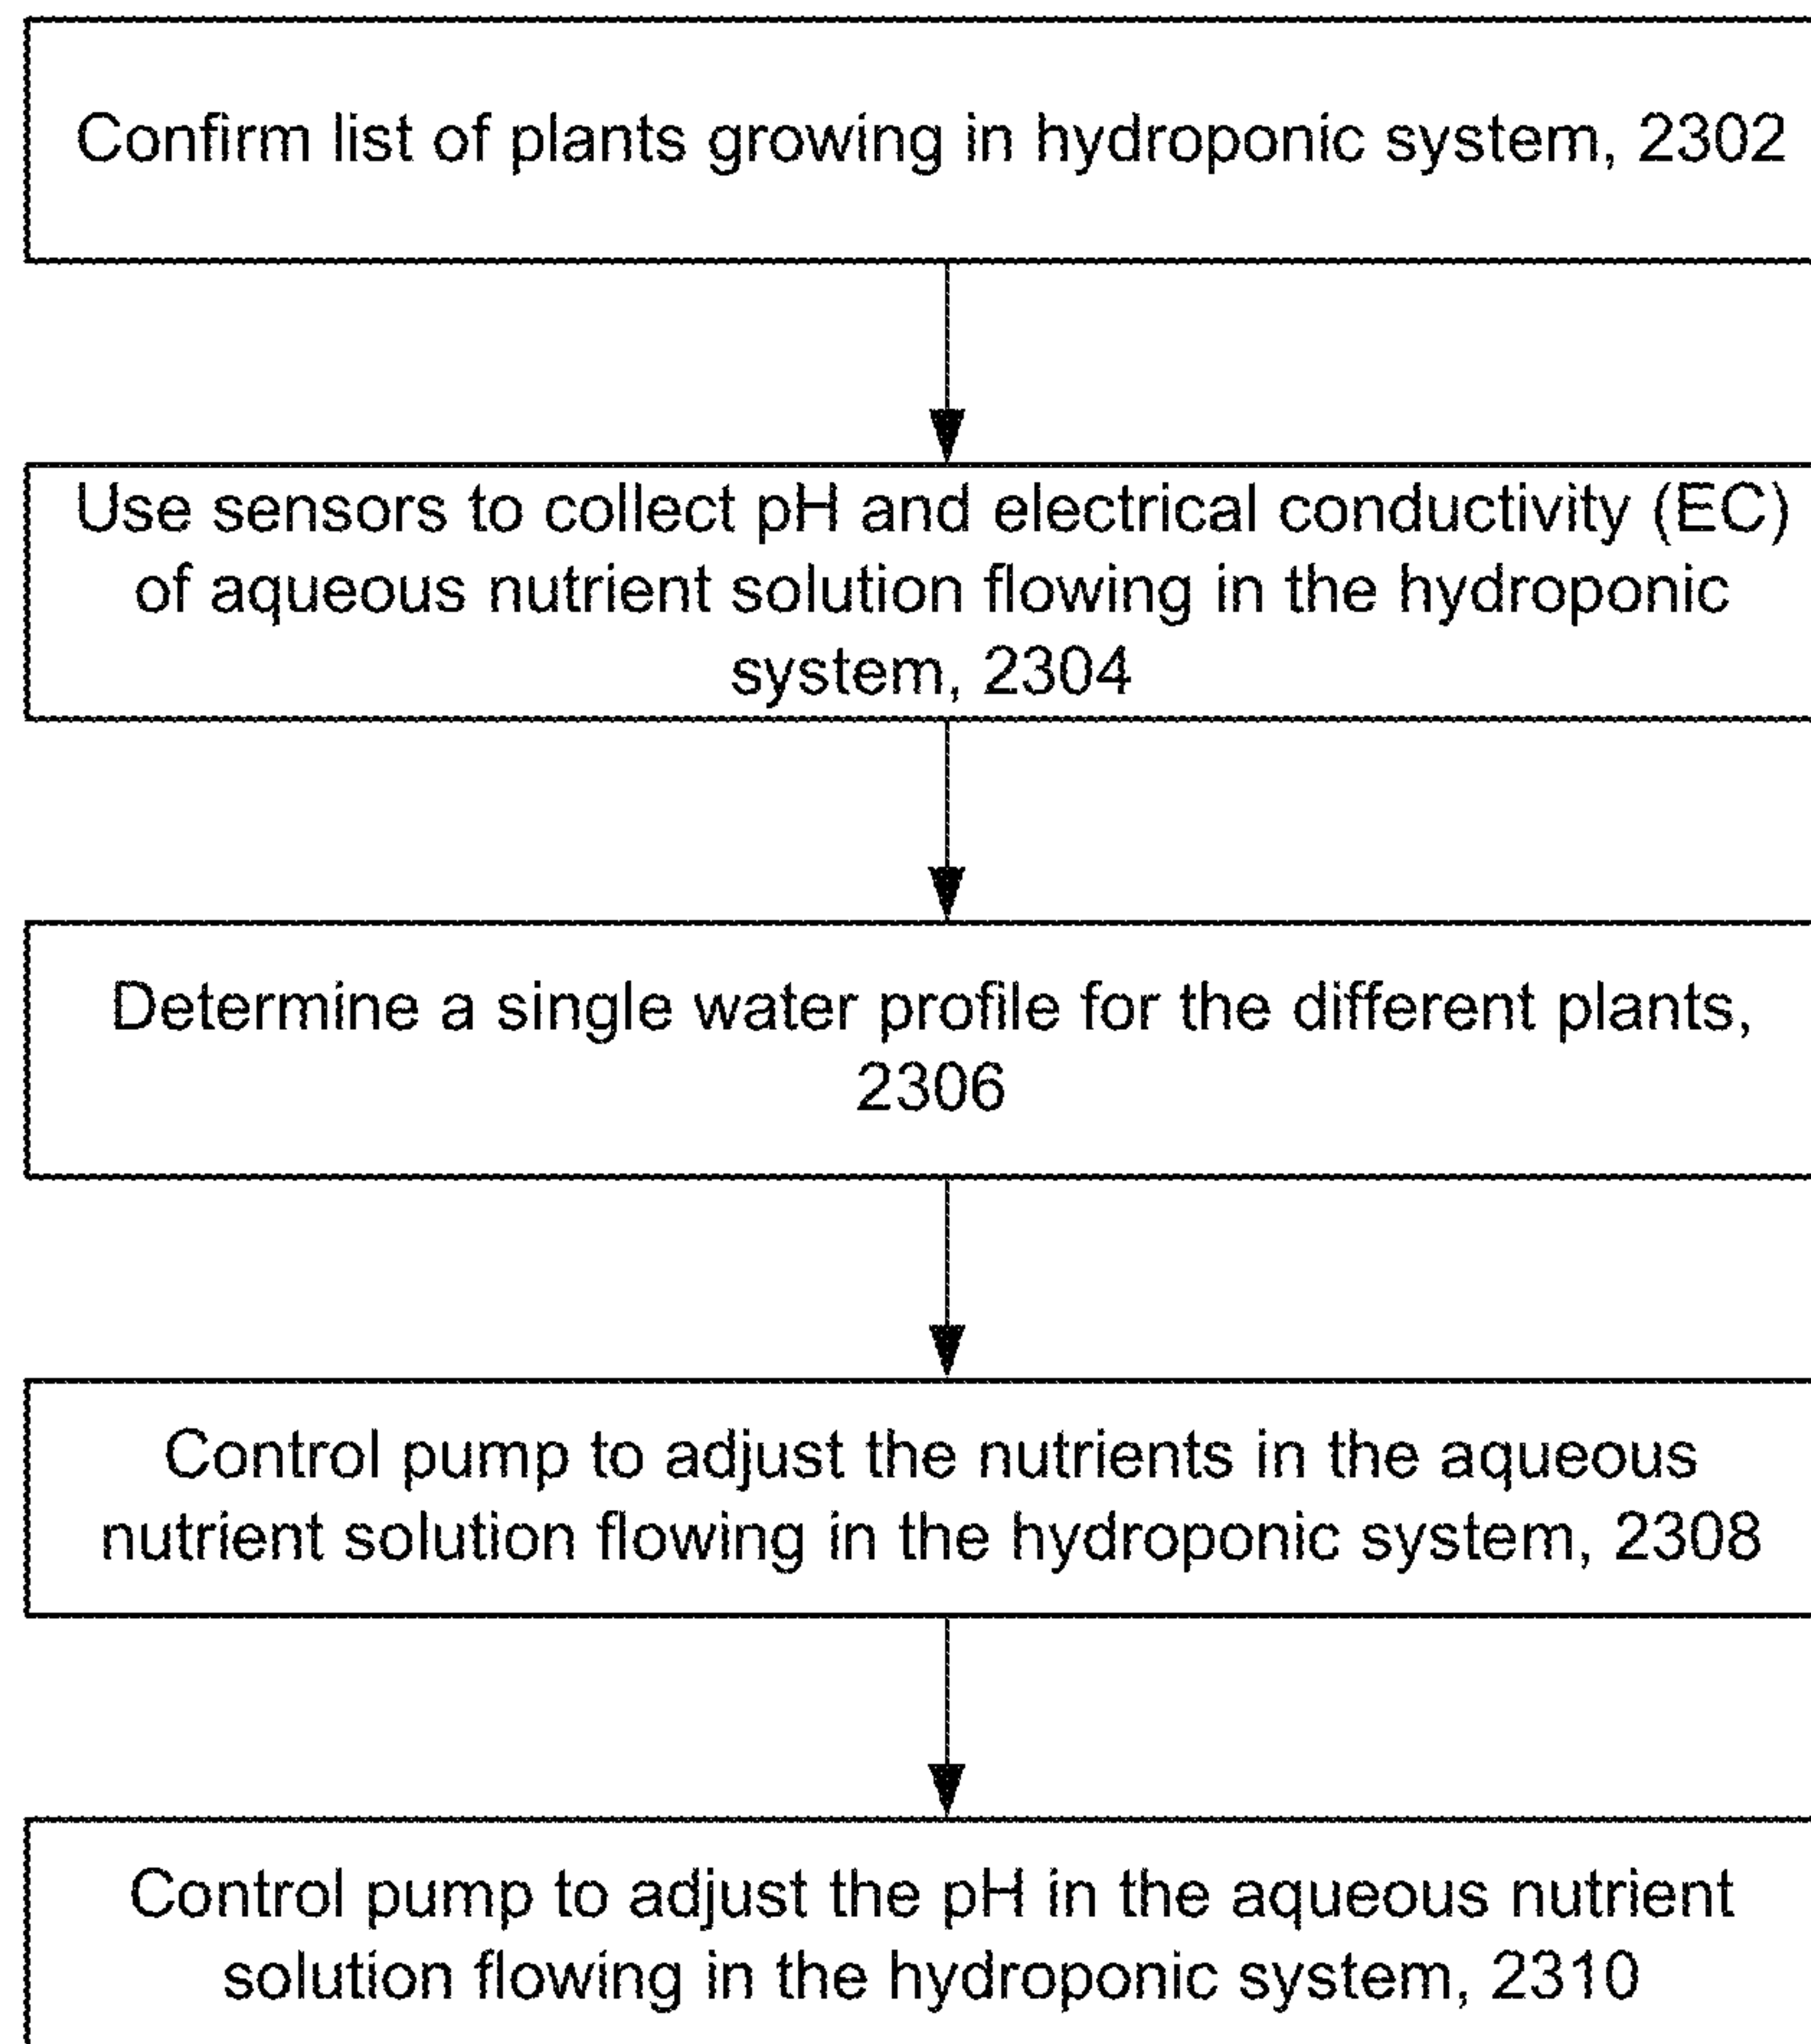 Confirm list of plants growing in hydroponic system, 2302
Use sensors to collect pH and electrical conductivity (EC)
of aqueous nutrient solution flowing in the hydroponic
system, 2304
Determine a single water profile for the different plants,
2306
Control pump to adjust the nutrients in the aqueous
nutrient solution flowing in the hydroponic system, 2308
Control pump to adjust the pH in the aqueous nutrient
solution flowing in the hydroponic system, 2310